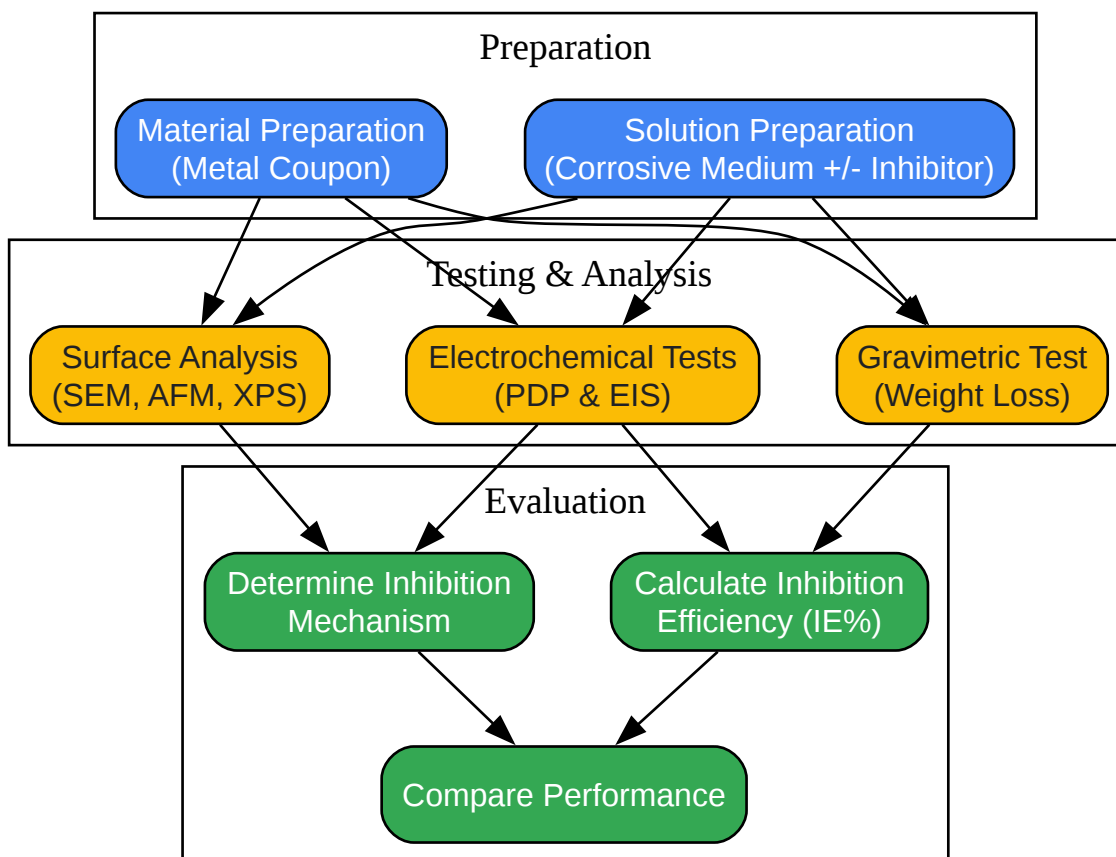 Preparation
Material Preparation
(Metal Coupon)
Solution Preparation
(Corrosive Medium +/- Inhibitor)
Testing & Analysis
Surface Analysis
(SEM, AFM, XPS)
Electrochemical Tests
(PDP & EIS)
Gravimetric Test
(Weight Loss)
Evaluation
Determine Inhibition
Mechanism
Calculate Inhibition
Efficiency (IE%)
Compare Performance